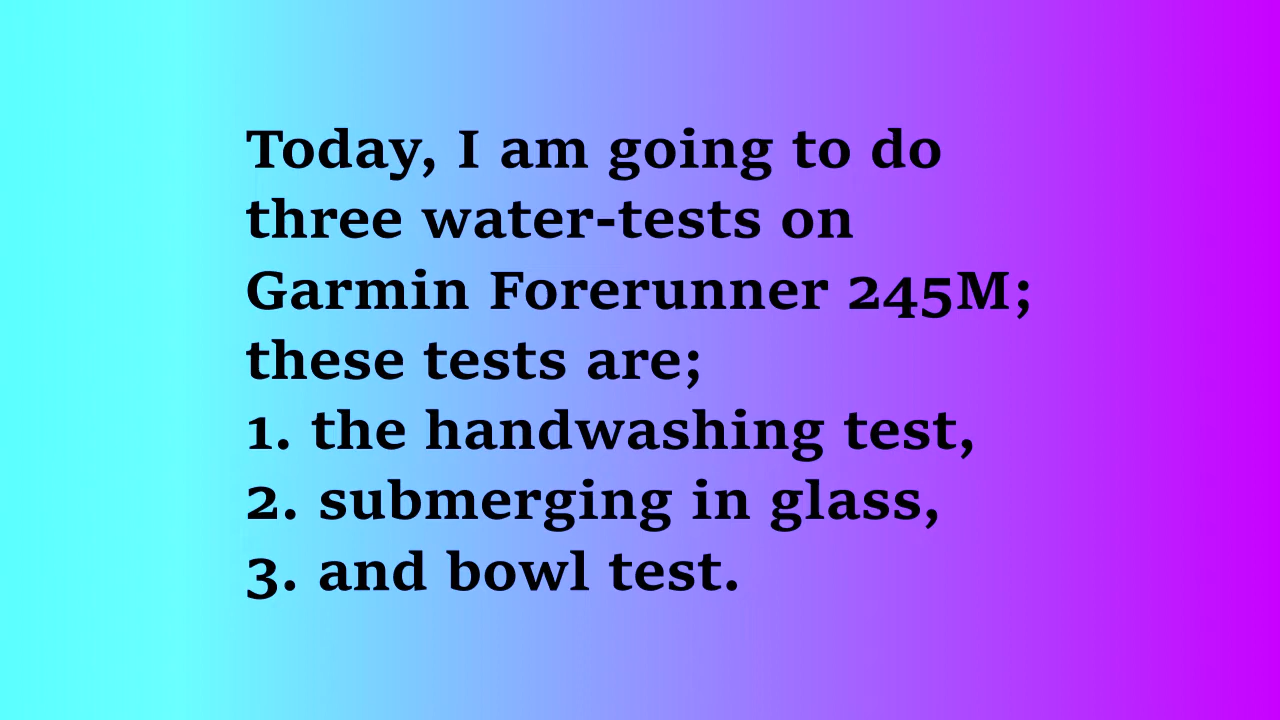 Today, I am going to do
three water-tests on
Garmin Forerunner 245M;
these tests are;
1. the handwashing test,
2. submerging in glass,
3. and bowl test.